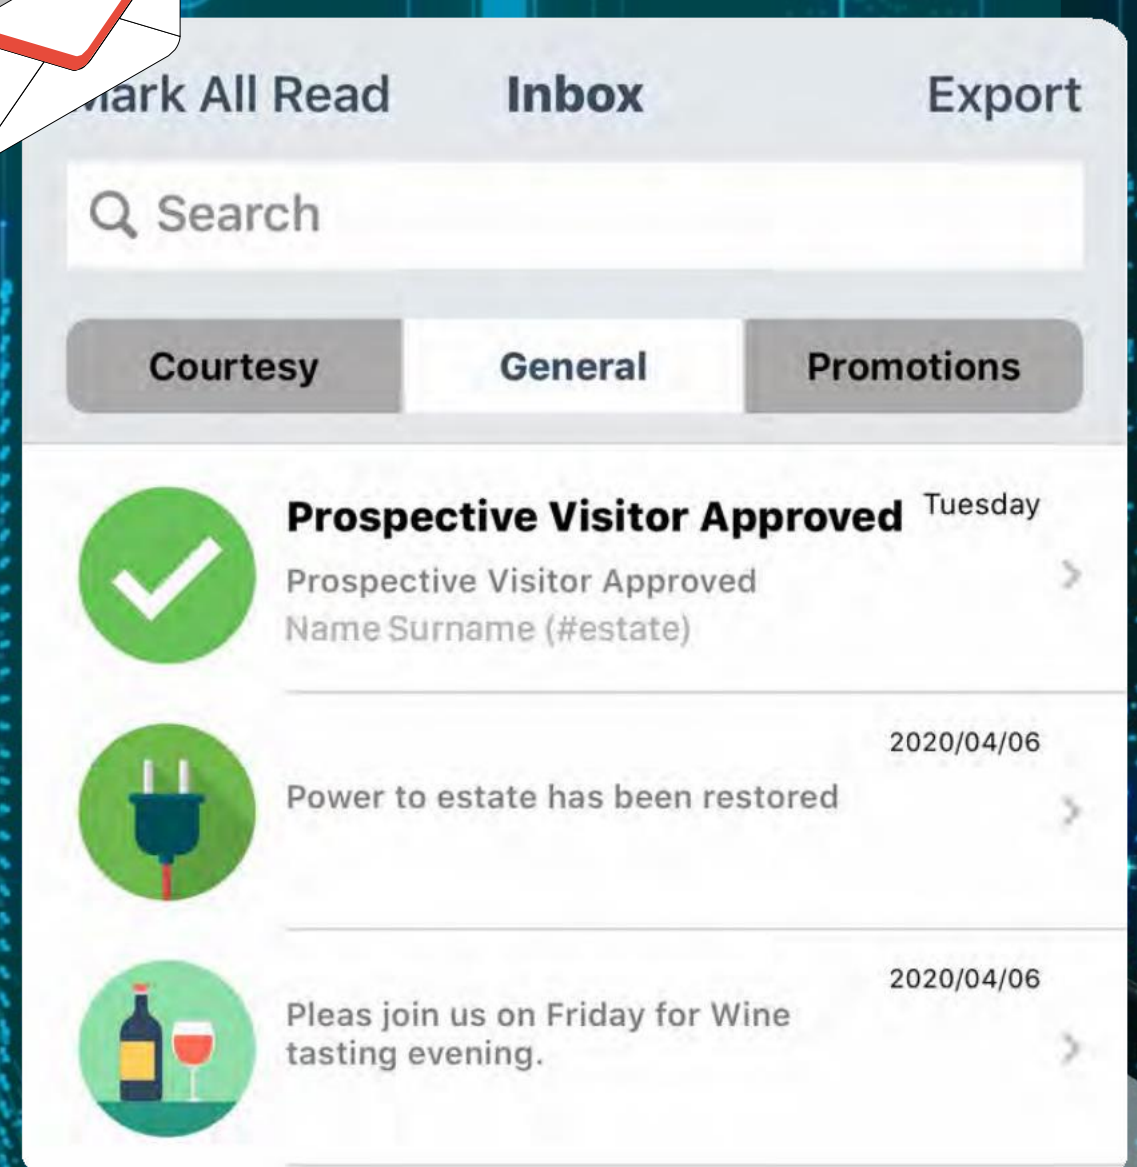 Mark All Read Inbox Export
Search
Courtesy General Promotions
Prospective Visitor Approved Tuesday
Prospective Visitor Approved
Name Surname (#estate)
2020/04/06
Power to estate has been restored
2020/04/06
Pleas join us on Friday for Wine
tasting evening.